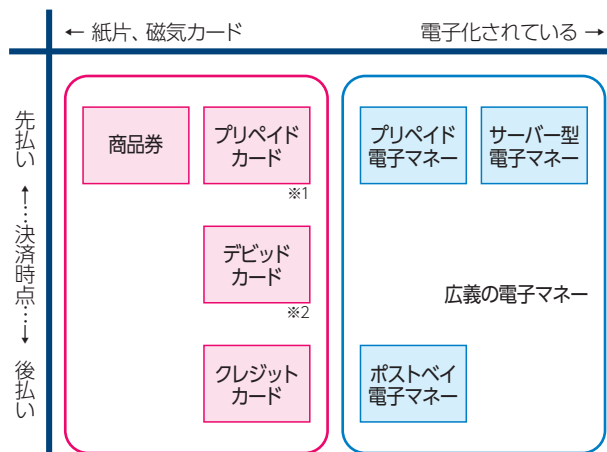 ← 紙片、磁気カード
電子化されている →
先払い
←…決済時点…→
後払い
商品券
プリペイド
カード
※1
デビッド
カード
※2
クレジット
カード
プリペイド
電子マネー
サーバー型
電子マネー
広義の電子マネー
ポストペイ
電子マネー